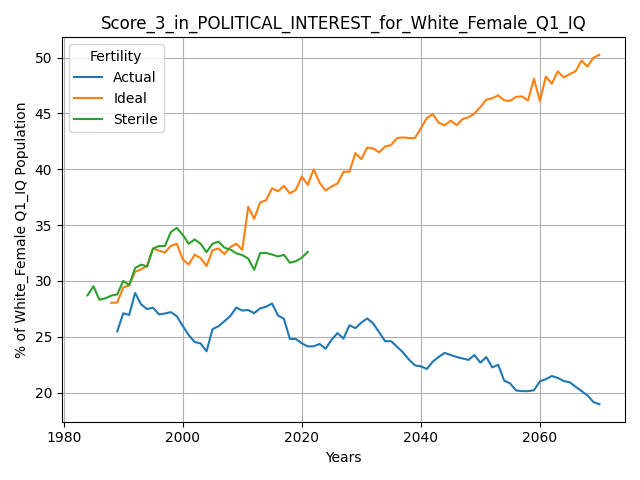 Score_3_in_POLITICAL_INTEREST_for_White_Female_Q1_IQ
% of White_Female Q1_IQ Population
50
45
40
35
30
25
20
Fertility
Actual
Ideal
Sterile
1980
2000
2020
2040
2060
Years